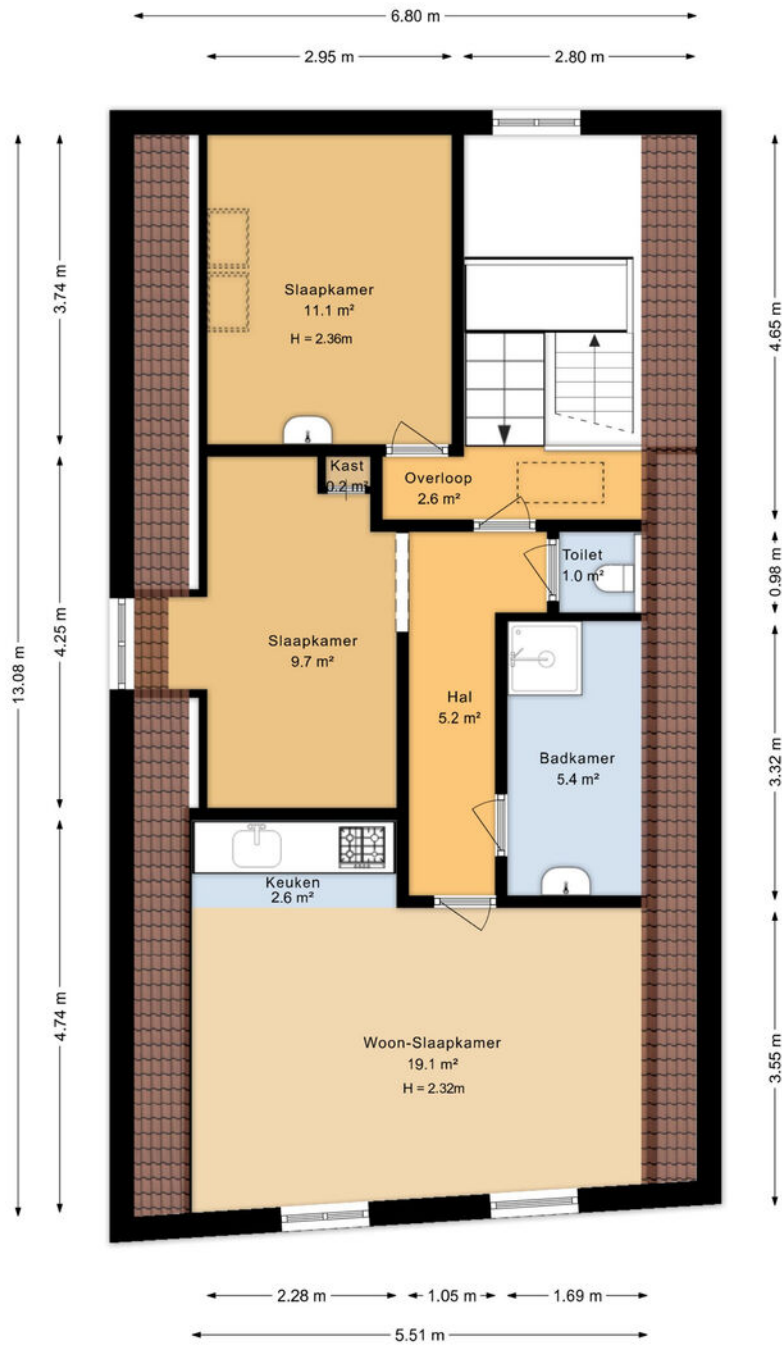 6.80 m
2.95 m
2.80 m
13.08 m
3.74 m
4.25 m
4.74 m
4.65 m
0.98 m
3.32 m
3.55 m
Slaapkamer
11.1 m²
H = 2.36m
Kast
0.2 m²
Overloop
2.6 m²
Toilet
1.0 m²
Slaapkamer
9.7 m²
Hal
5.2 m²
Badkamer
5.4 m²
Keuken
2.6 m²
Woon-Slaapkamer
19.1 m²
H = 2.32m
2.28 m
1.05 m
1.69 m
5.51 m